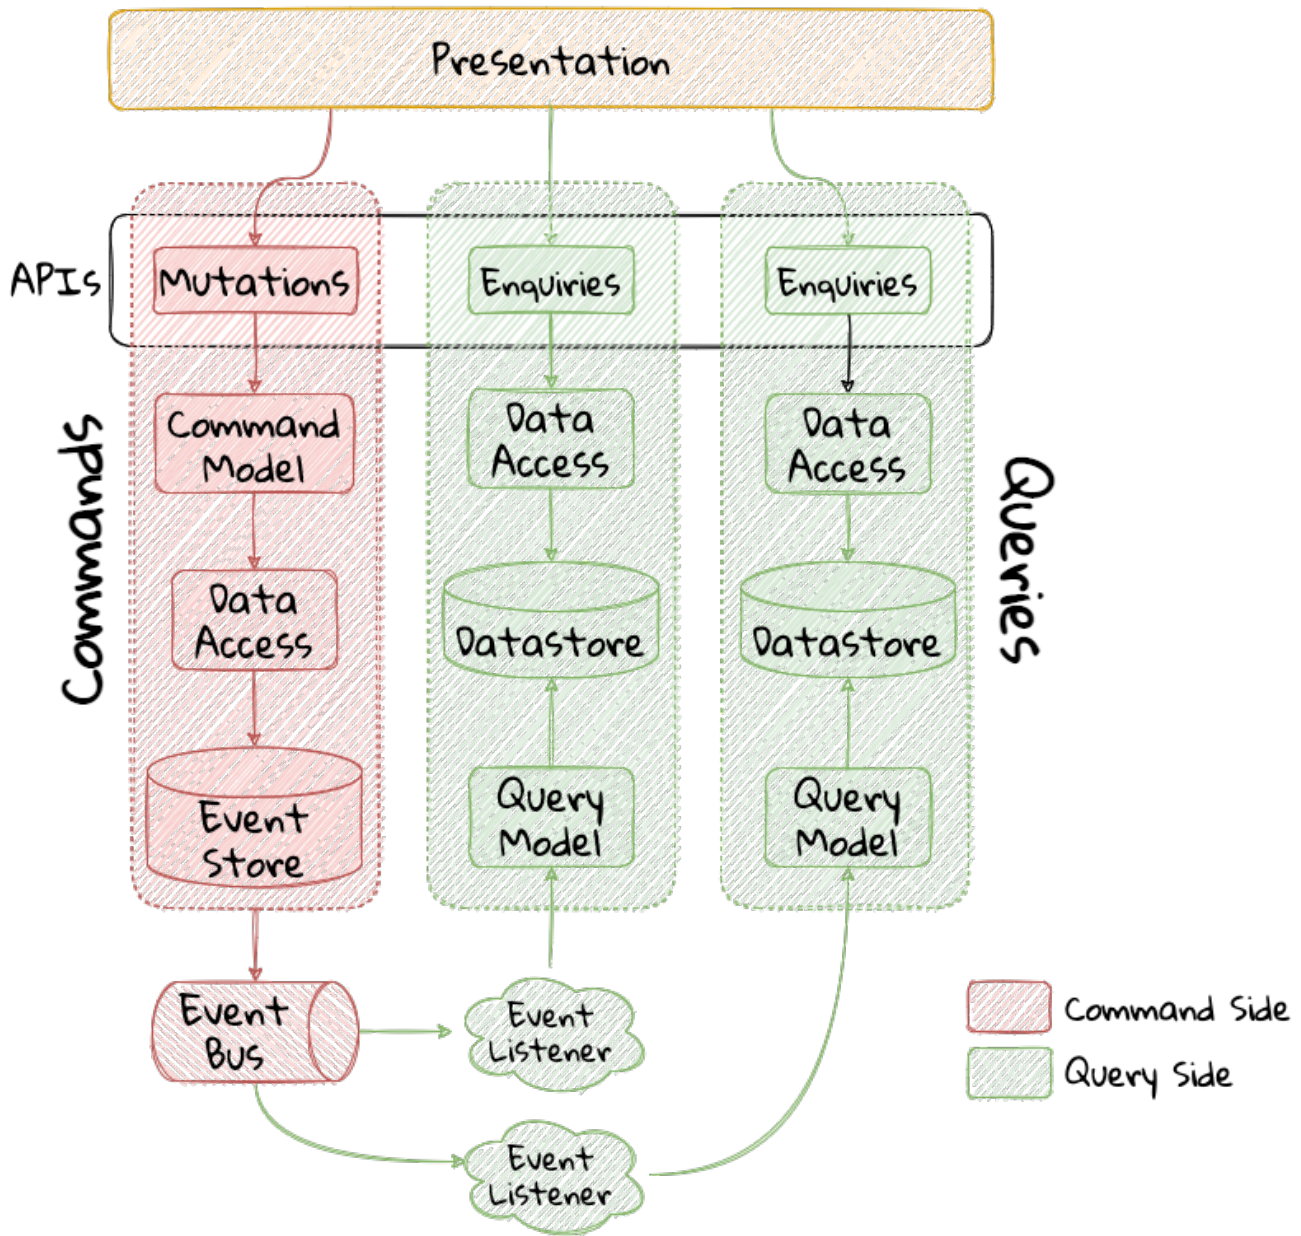 Presentation
APIs
Mutations
Enquiries
Enquiries
Commands
Command
Model
Data
Access
Data
Access
Queries
Data
Access
Datastore
Datastore
Event
Store
Query
Model
Query
Model
Event
Bus
Event
Listener
Event
Listener
Command Side
Query Side